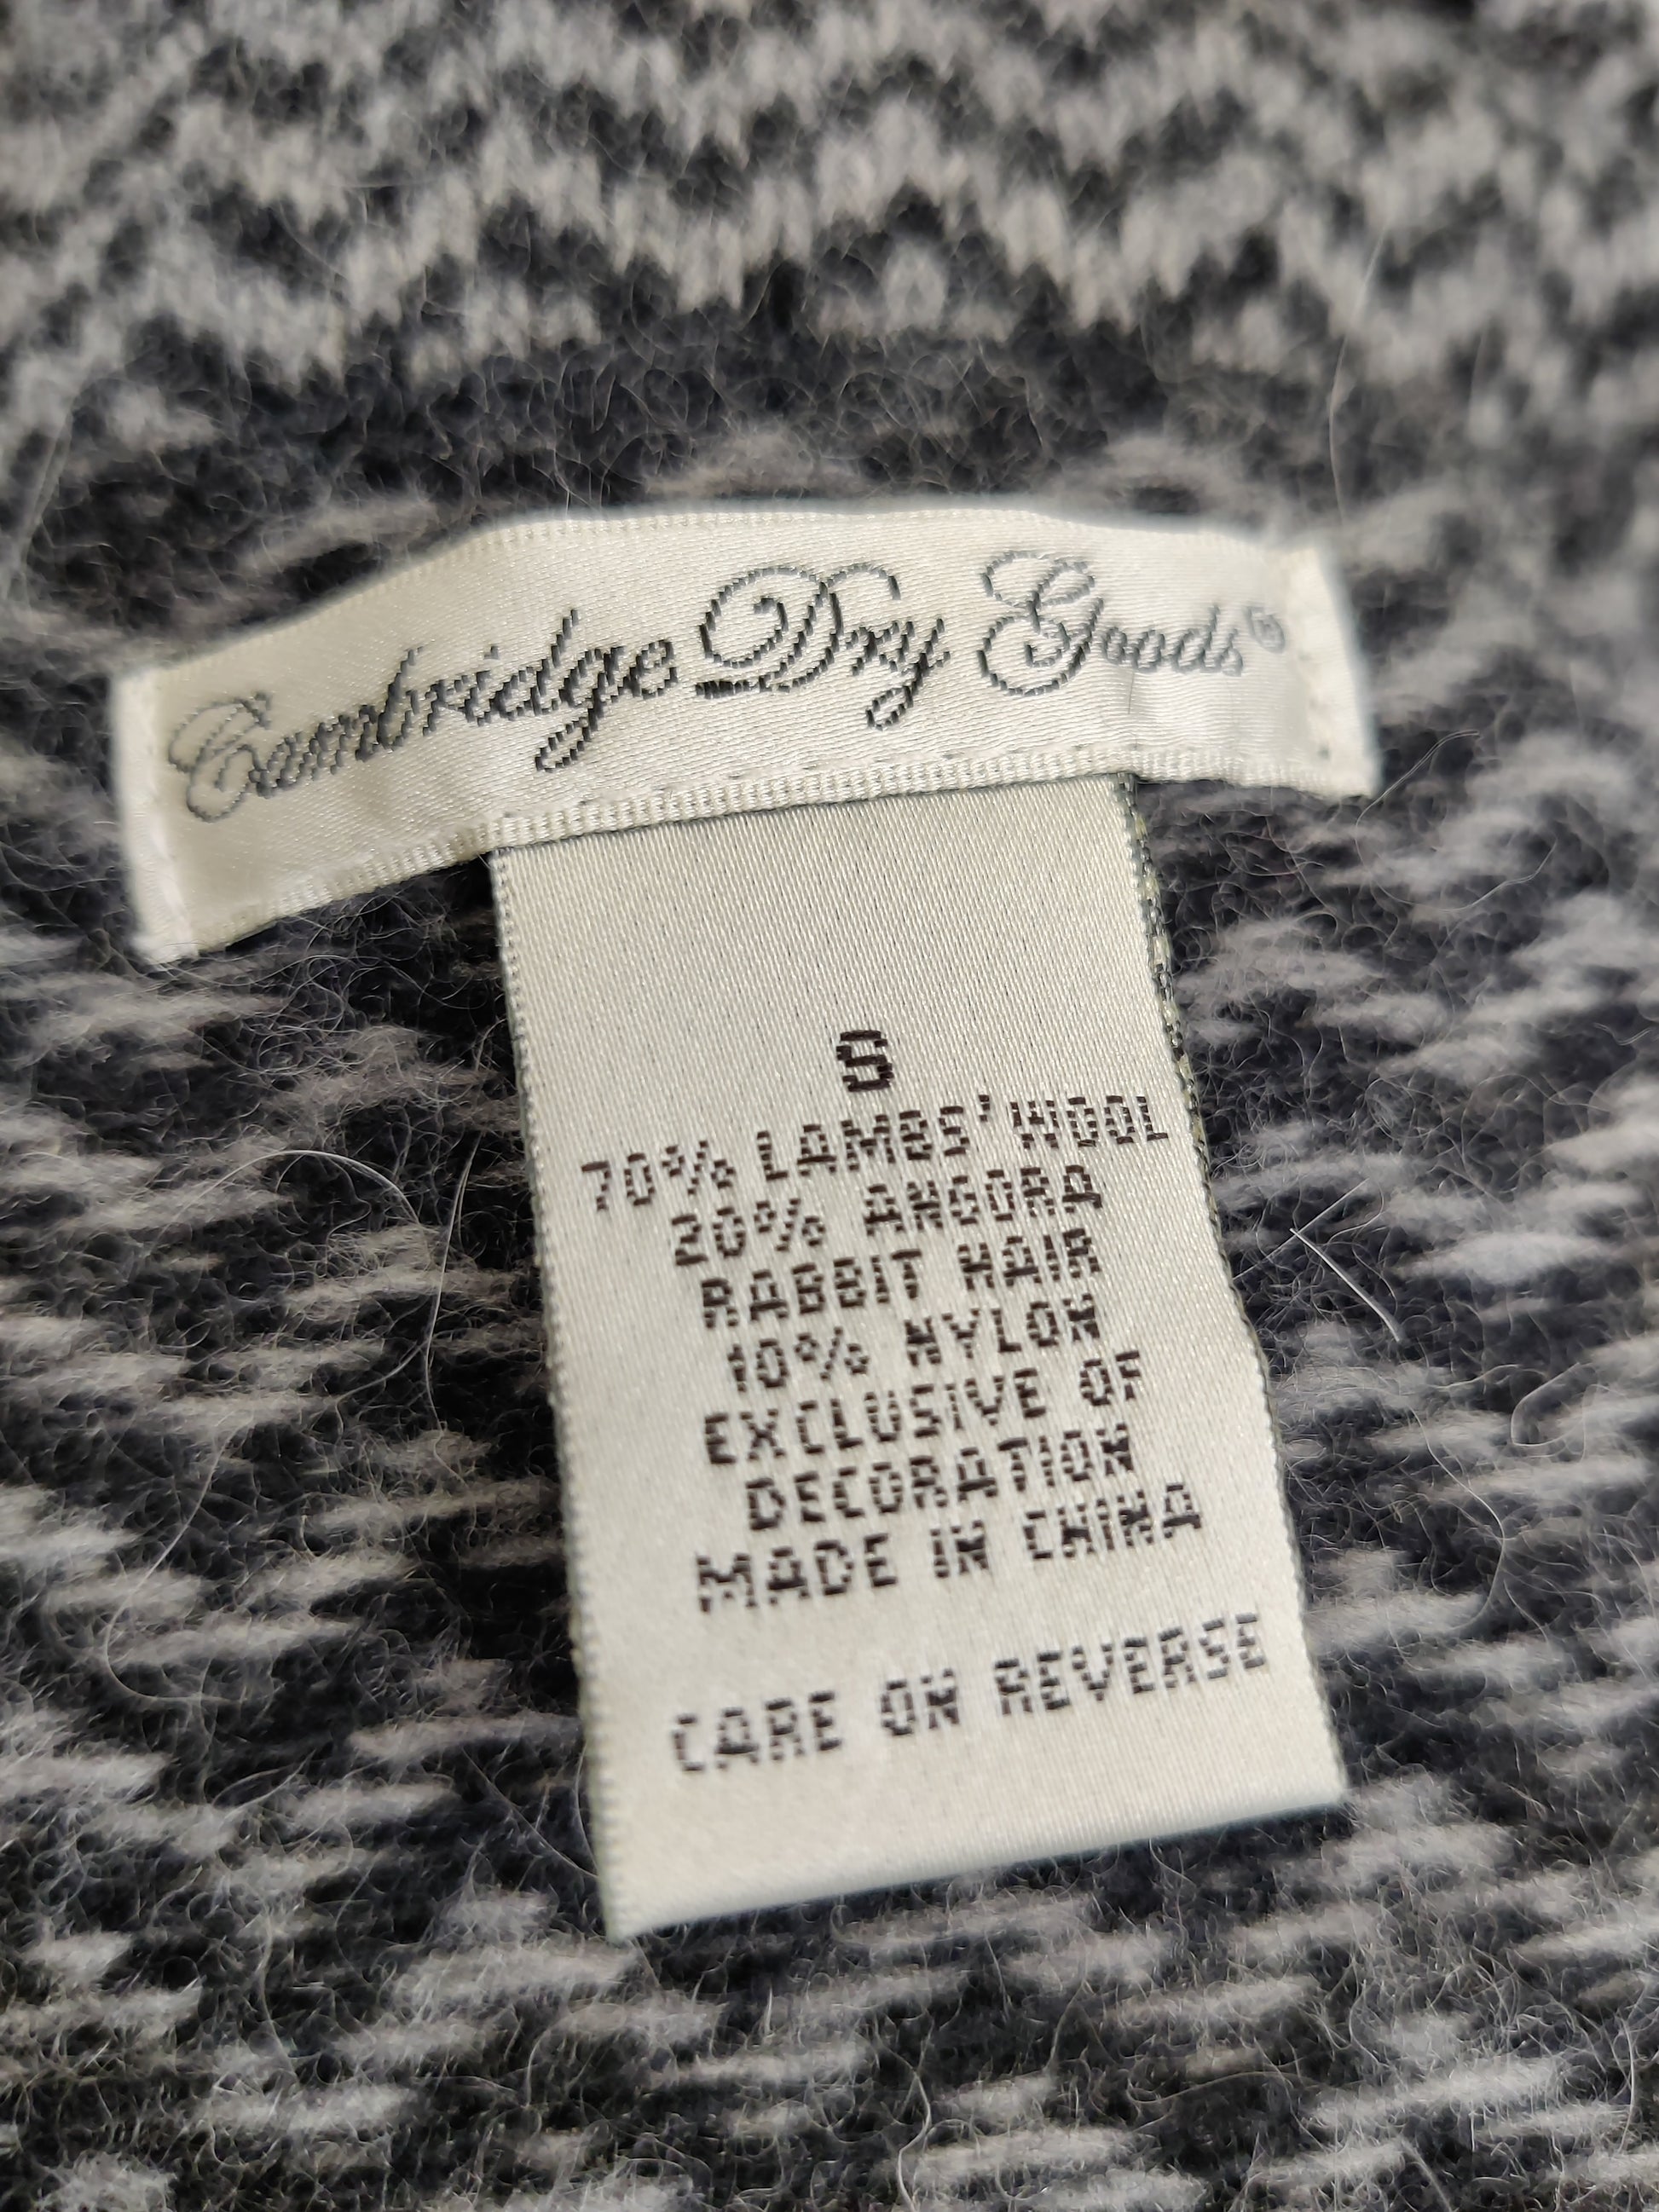 Cambridge Dry Goods®
S
70% LAMBS' WOOL
20% ANGORA
RABBIT HAIR
10% NYLON
EXCLUSIVE OF
DECORATION
MADE IN CHINA
CARE ON REVERSE